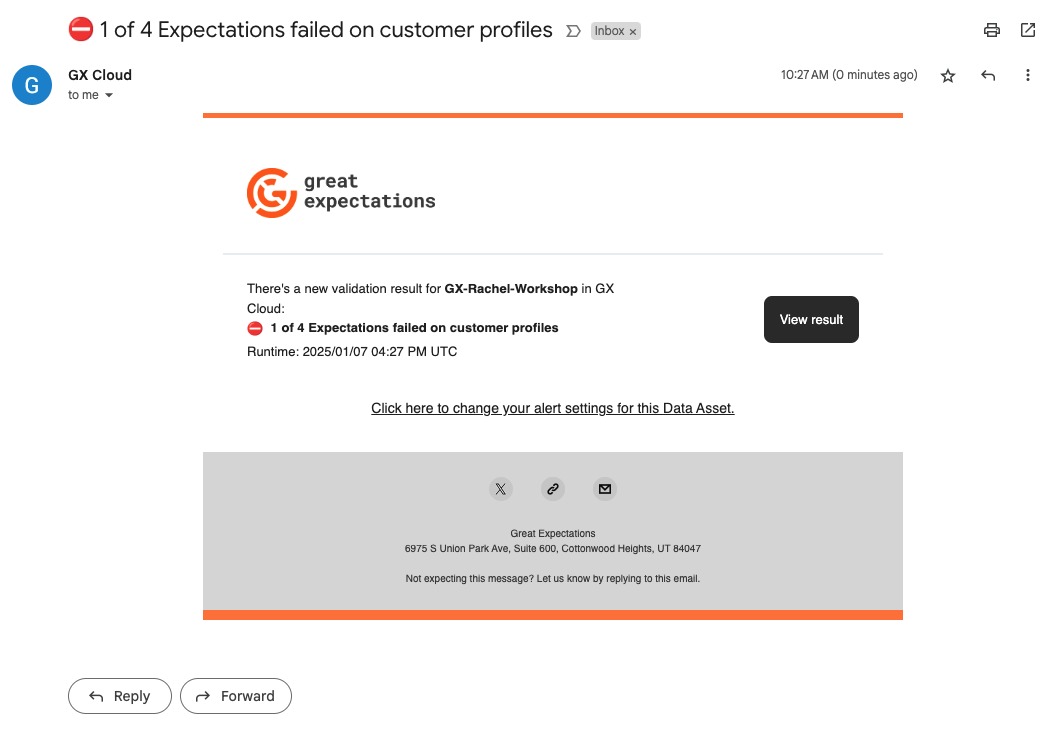 1 of 4 Expectations failed on customer profiles Inbox ×
G GX Cloud 10:27 AM (0 minutes ago)
to me
great
expectations
There's a new validation result for GX-Rachel-Workshop in GX
Cloud:
1 of 4 Expectations failed on customer profiles
Runtime: 2025/01/07 04:27 PM UTC
View result
Click here to change your alert settings for this Data Asset.
Great Expectations
6975 S Union Park Ave, Suite 600, Cottonwood Heights, UT 84047
Not expecting this message? Let us know by replying to this email.
Reply Forward